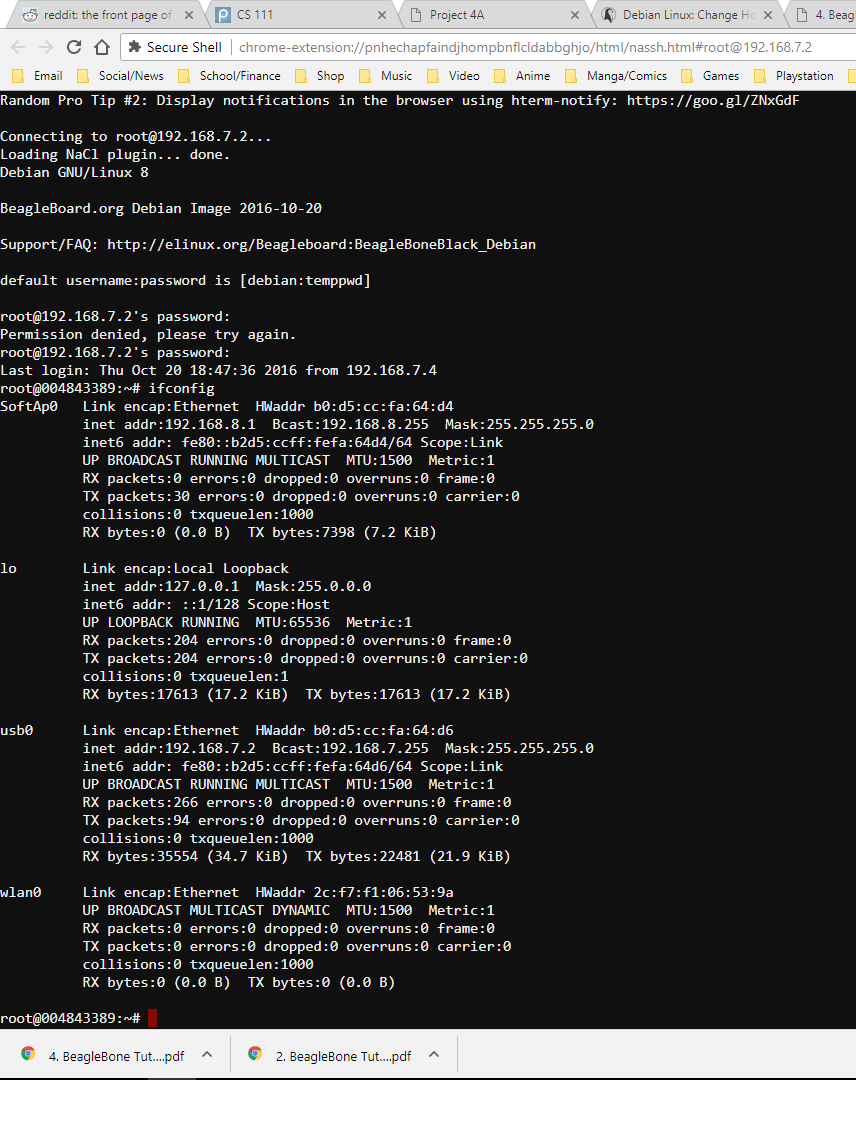 reddit: the front page of
CS 111
Project 4A
Debian Linux: Change Ho
4. Beagl
Secure Shell | chrome-extension://pnhechapfaindjhompbnflcldabbghjo/html/nassh.html#root@192.168.7.2
Email Social/News School/Finance Shop Music Video Anime Manga/Comics Games Playstation
Random Pro Tip #2: Display notifications in the browser using hterm-notify: https://goo.gl/ZNxGdF
Connecting to root@192.168.7.2...
Loading NaCl plugin... done.
Debian GNU/Linux 8
BeagleBoard.org Debian Image 2016-10-20
Support/FAQ: http://elinux.org/Beagleboard:BeagleBoneBlack_Debian
default username:password is [debian:temppwd]
root@192.168.7.2's password:
Permission denied, please try again.
root@192.168.7.2's password:
Last login: Thu Oct 20 18:47:36 2016 from 192.168.7.4
root@004843389:~# ifconfig
SoftAp0   Link encap:Ethernet  HWaddr b0:d5:cc:fa:64:d4
          inet addr:192.168.8.1  Bcast:192.168.8.255  Mask:255.255.255.0
          inet6 addr: fe80::b2d5:ccff:fefa:64d4/64 Scope:Link
          UP BROADCAST RUNNING MULTICAST  MTU:1500  Metric:1
          RX packets:0 errors:0 dropped:0 overruns:0 frame:0
          TX packets:30 errors:0 dropped:0 overruns:0 carrier:0
          collisions:0 txqueuelen:1000
          RX bytes:0 (0.0 B)  TX bytes:7398 (7.2 KiB)
lo        Link encap:Local Loopback
          inet addr:127.0.0.1  Mask:255.0.0.0
          inet6 addr: ::1/128 Scope:Host
          UP LOOPBACK RUNNING  MTU:65536  Metric:1
          RX packets:204 errors:0 dropped:0 overruns:0 frame:0
          TX packets:204 errors:0 dropped:0 overruns:0 carrier:0
          collisions:0 txqueuelen:1
          RX bytes:17613 (17.2 KiB)  TX bytes:17613 (17.2 KiB)
usb0      Link encap:Ethernet  HWaddr b0:d5:cc:fa:64:d6
          inet addr:192.168.7.2  Bcast:192.168.7.255  Mask:255.255.255.0
          inet6 addr: fe80::b2d5:ccff:fefa:64d6/64 Scope:Link
          UP BROADCAST RUNNING MULTICAST  MTU:1500  Metric:1
          RX packets:266 errors:0 dropped:0 overruns:0 frame:0
          TX packets:94 errors:0 dropped:0 overruns:0 carrier:0
          collisions:0 txqueuelen:1000
          RX bytes:35554 (34.7 KiB)  TX bytes:22481 (21.9 KiB)
wlan0     Link encap:Ethernet  HWaddr 2c:f7:f1:06:53:9a
          UP BROADCAST MULTICAST DYNAMIC  MTU:1500  Metric:1
          RX packets:0 errors:0 dropped:0 overruns:0 frame:0
          TX packets:0 errors:0 dropped:0 overruns:0 carrier:0
          collisions:0 txqueuelen:1000
          RX bytes:0 (0.0 B)  TX bytes:0 (0.0 B)
root@004843389:~#
4. BeagleBone Tut....pdf
2. BeagleBone Tut....pdf